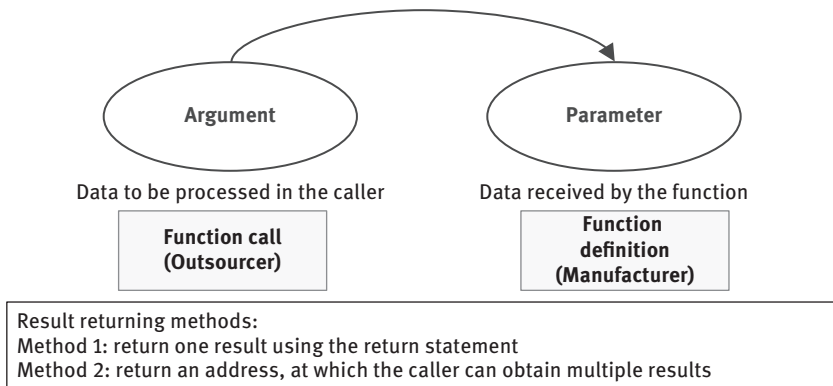 Argument
Parameter
Data to be processed in the caller
Data received by the function
Function call
(Outsourcer)
Function
definition
(Manufacturer)
Result returning methods:
Method 1: return one result using the return statement
Method 2: return an address, at which the caller can obtain multiple results